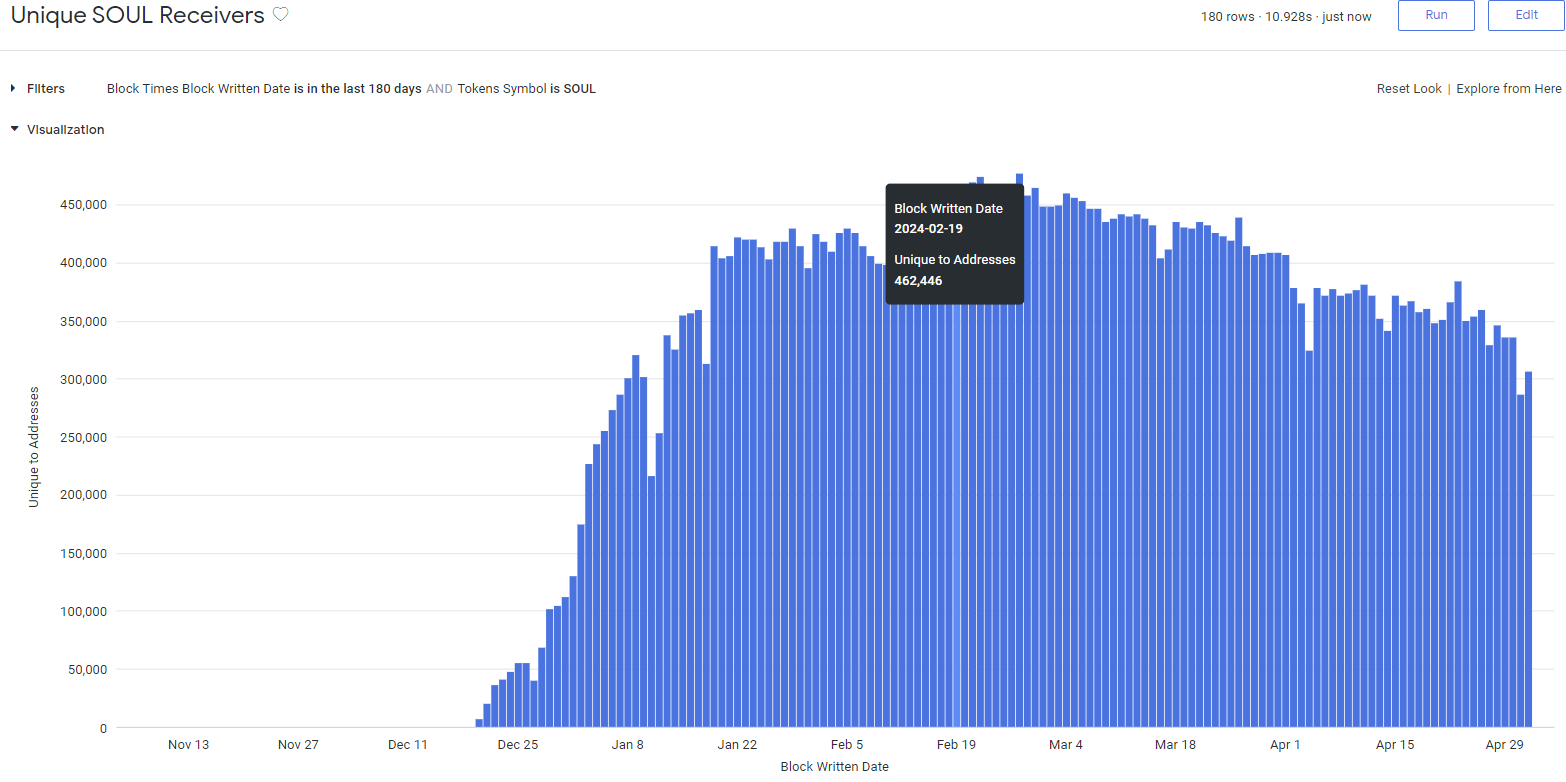 Unique SOUL Receivers
180 rows · 10.928s · just now
Run
Edit
Filters
Block Times Block Written Date is in the last 180 days AND Tokens Symbol is SOUL
Reset Look | Explore from Here
Visualization
450,000
400,000
350,000
300,000
250,000
200,000
150,000
100,000
50,000
0
Unique to Addresses
Block Written Date
2024-02-19
Unique to Addresses
462,446
Nov 13
Nov 27
Dec 11
Dec 25
Jan 8
Jan 22
Feb 5
Feb 19
Mar 4
Mar 18
Apr 1
Apr 15
Apr 29
Block Written Date